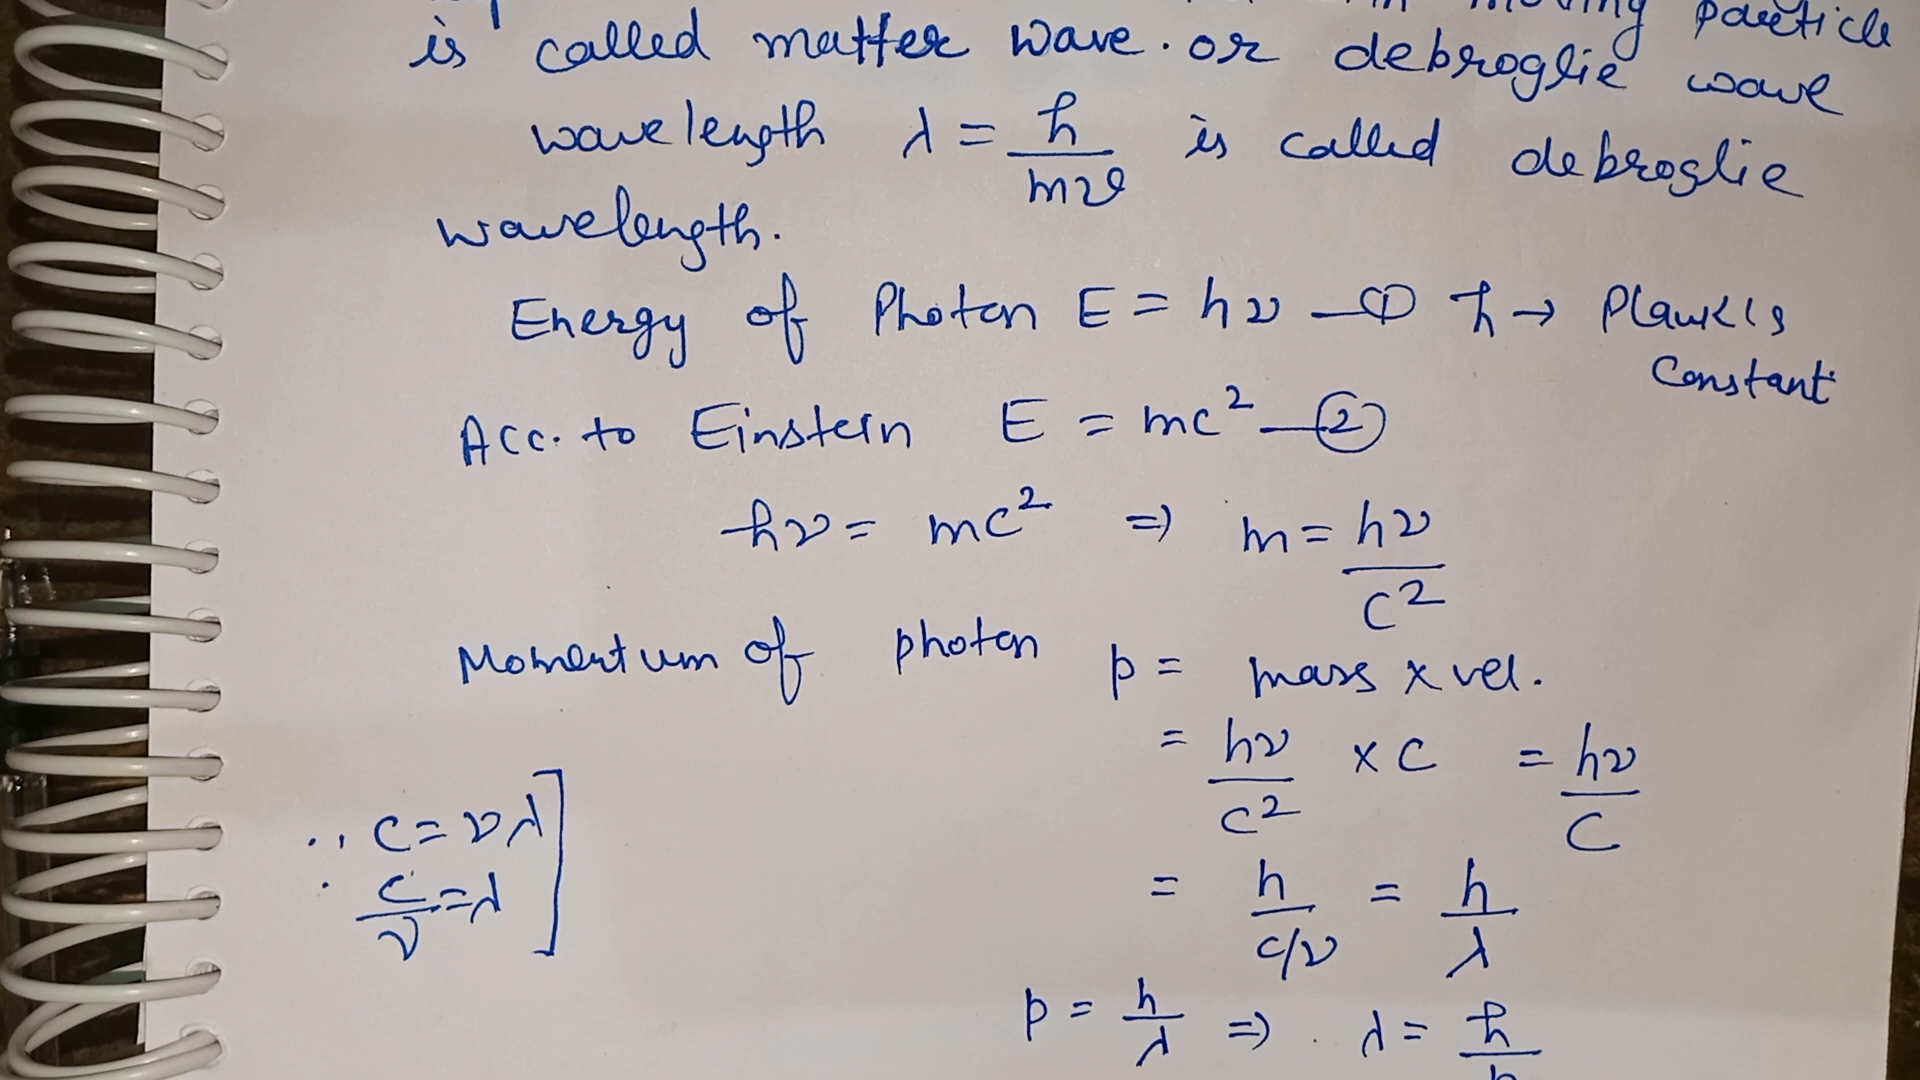 moving particle
is called matter wave. or debroglie wave
wavelength λ = h/mv is called debroglie
wavelength.
Energy of Photon E = hν —① h → Planck's
Constant
Acc. to Einstein E = mc² —②
hν = mc² ⇒ m = hν/c²
Momentum of photon p = mass x vel.
= hν/c² x C = hν/C
∵ C = νλ
= h/c/ν = h/λ
∴ C/ν = λ
p = h/λ ⇒ λ = h/p